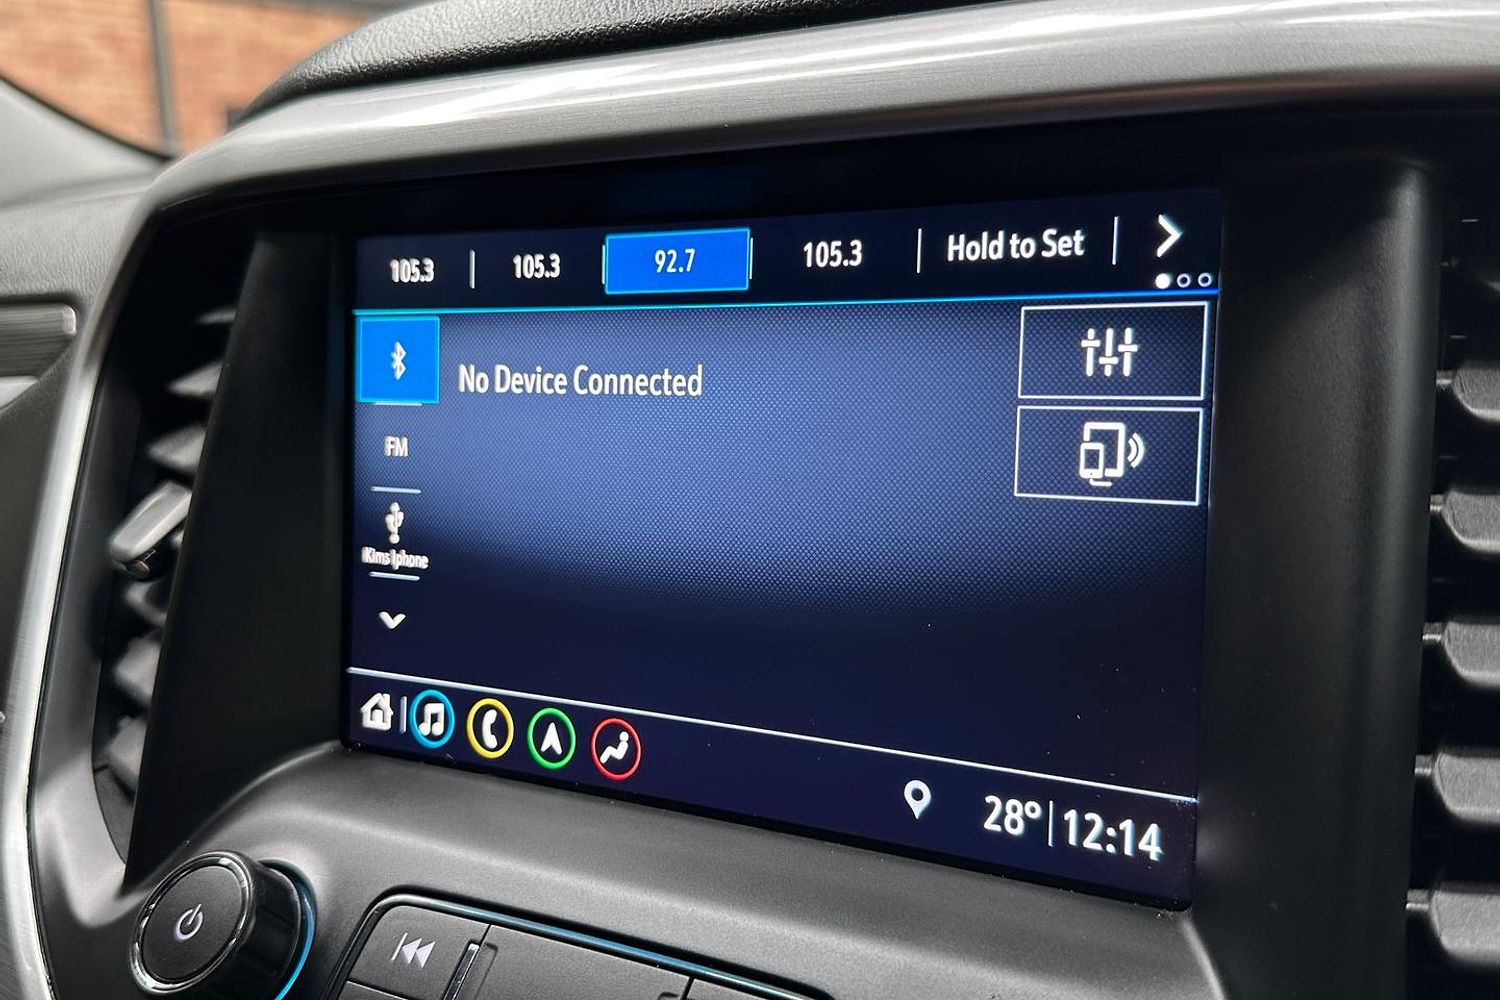 105.3 105.3 92.7 105.3 Hold to Set
No Device Connected
FM
Kims Iphone
28° 12:14